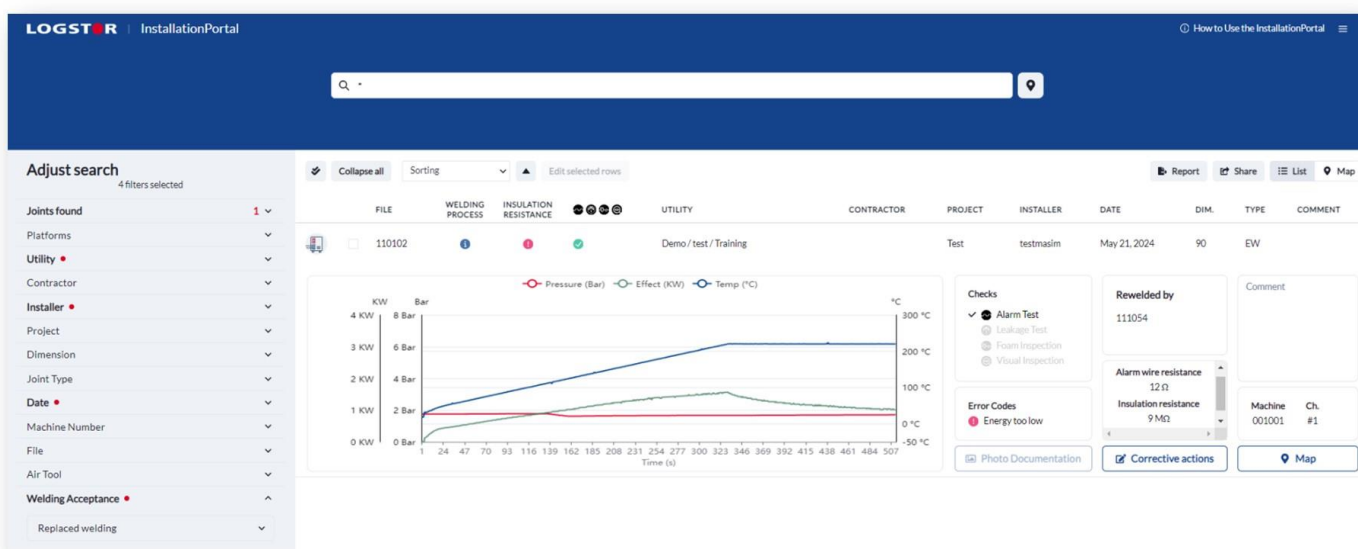 LOGSTOR | InstallationPortal
How to Use the InstallationPortal
*
Adjust search
4 filters selected
Joints found 1
Platforms
Utility
Contractor
Installer
Project
Dimension
Joint Type
Date
Machine Number
File
Air Tool
Welding Acceptance
Replaced welding
Collapse all Sorting Edit selected rows Report Share List Map
FILE WELDING PROCESS INSULATION RESISTANCE UTILITY CONTRACTOR PROJECT INSTALLER DATE DIM. TYPE COMMENT
110102 Demo / test / Training Test testmasim May 21, 2024 90 EW
Pressure (Bar) Effect (KW) Temp (°C)
KW Bar °C
4 KW 8 Bar 300 °C
3 KW 6 Bar 200 °C
2 KW 4 Bar 100 °C
1 KW 2 Bar 0 °C
0 KW 0 Bar -50 °C
1 24 47 70 93 116 139 162 185 208 231 254 277 300 323 346 369 392 415 438 461 484 507
Time (s)
Checks
Alarm Test
Leakage Test
Foam Inspection
Visual Inspection
Error Codes
Energy too low
Photo Documentation
Rewelded by
111054
Alarm wire resistance
12 Ω
Insulation resistance
9 MΩ
Corrective actions
Comment
Machine Ch.
001001 #1
Map